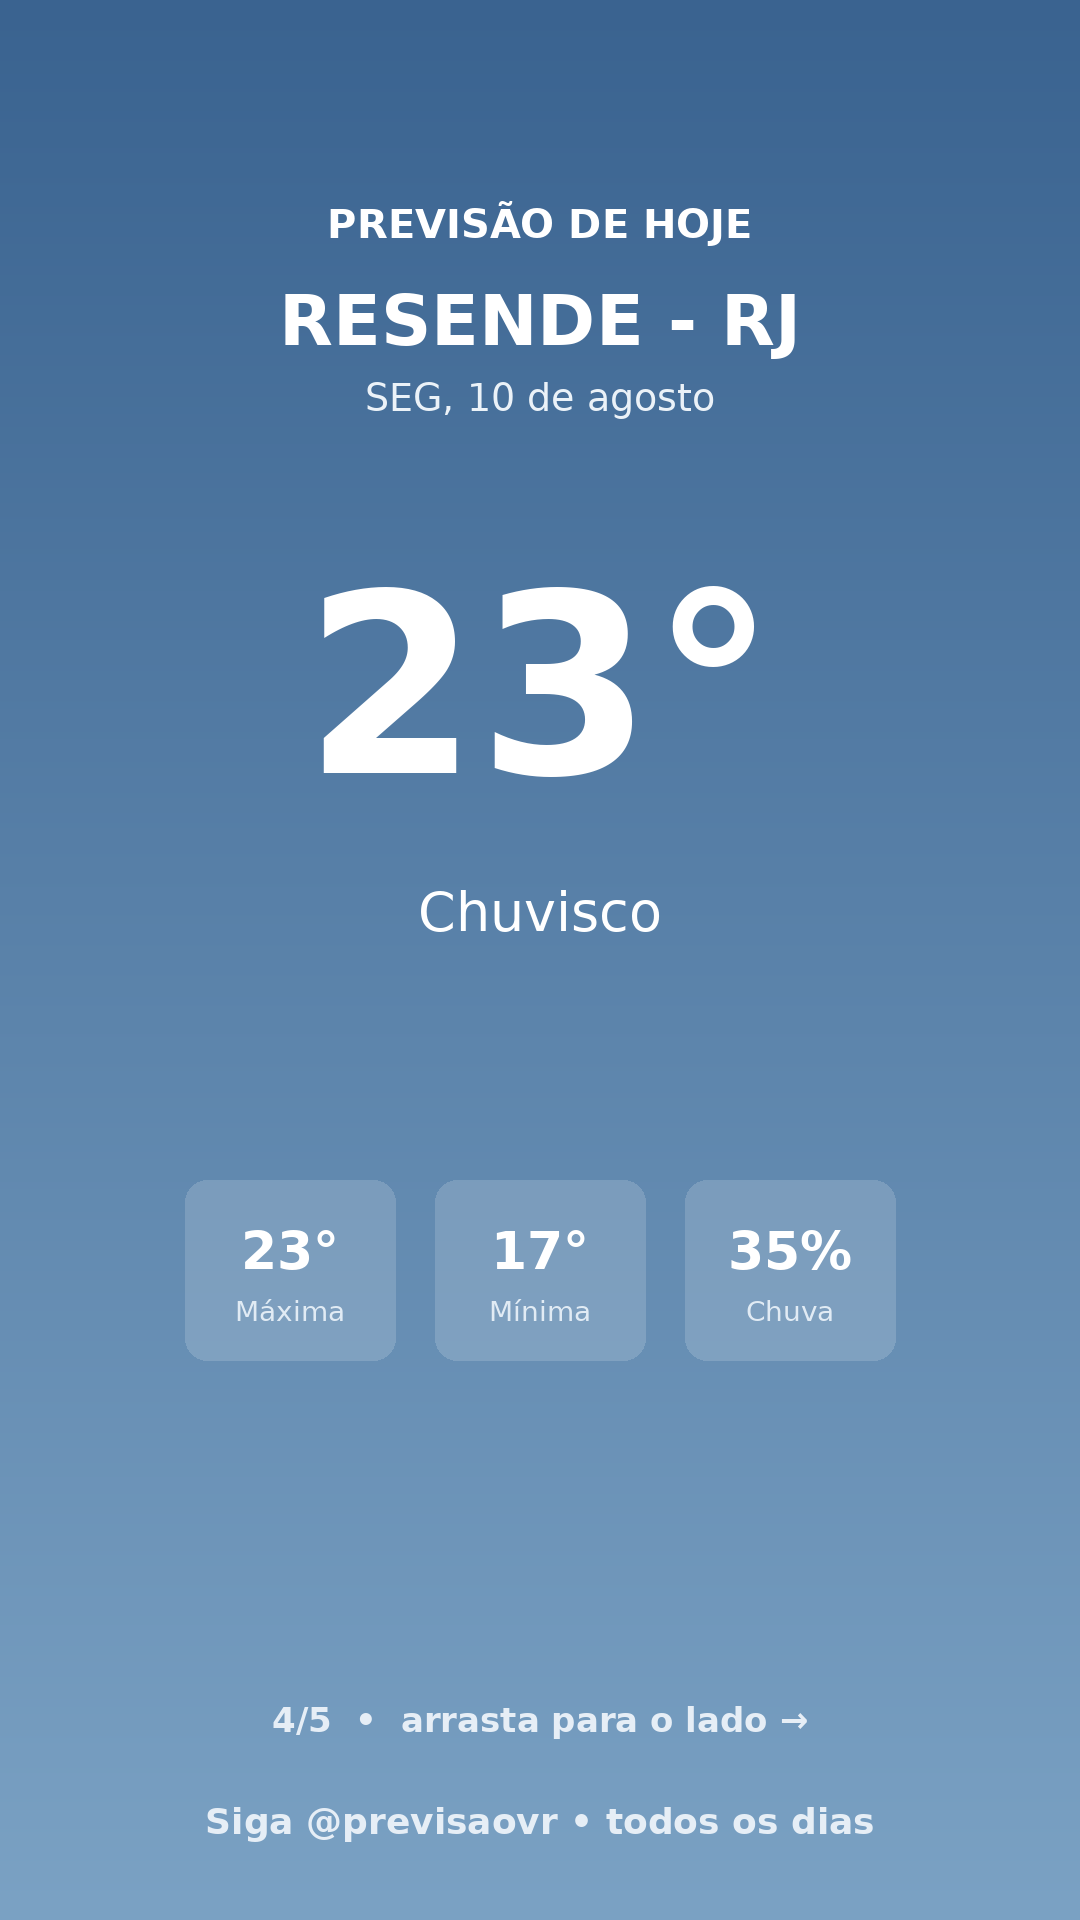 PREVISÃO DE HOJE
RESENDE - RJ
SEG, 10 de agosto
23°
Chuvisco
23° 17° 35%
Máxima Mínima Chuva
4/5 • arrasta para o lado →
Siga @previsaovr • todos os dias